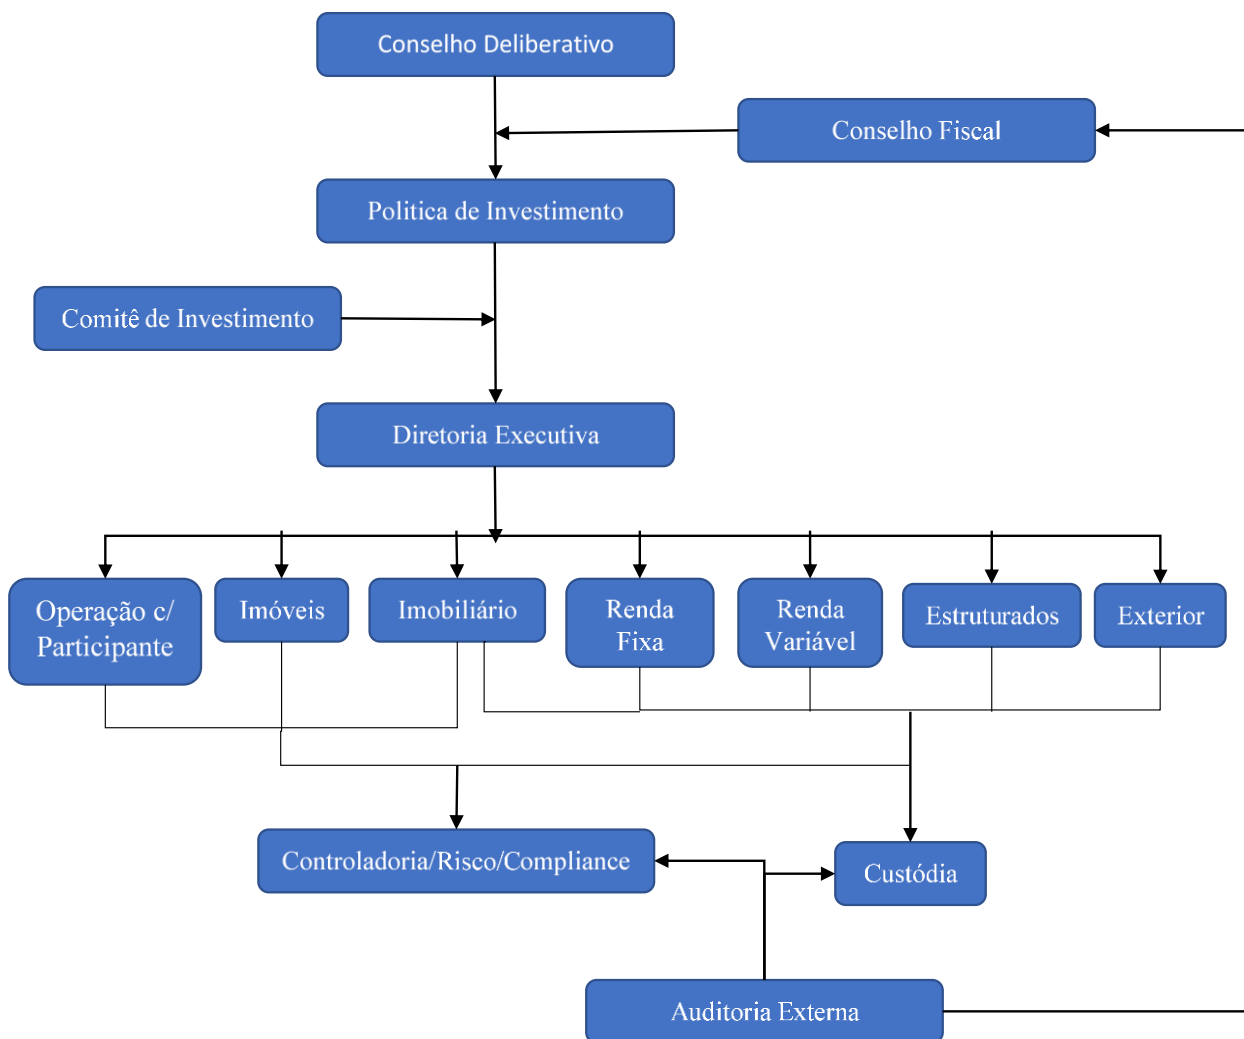 Conselho Deliberativo
Conselho Fiscal
Politica de Investimento
Comitê de Investimento
Diretoria Executiva
Operação c/
Participante
Imóveis
Imobiliário
Renda
Fixa
Renda
Variável
Estruturados
Exterior
Controladoria/Risco/Compliance
Custódia
Auditoria Externa